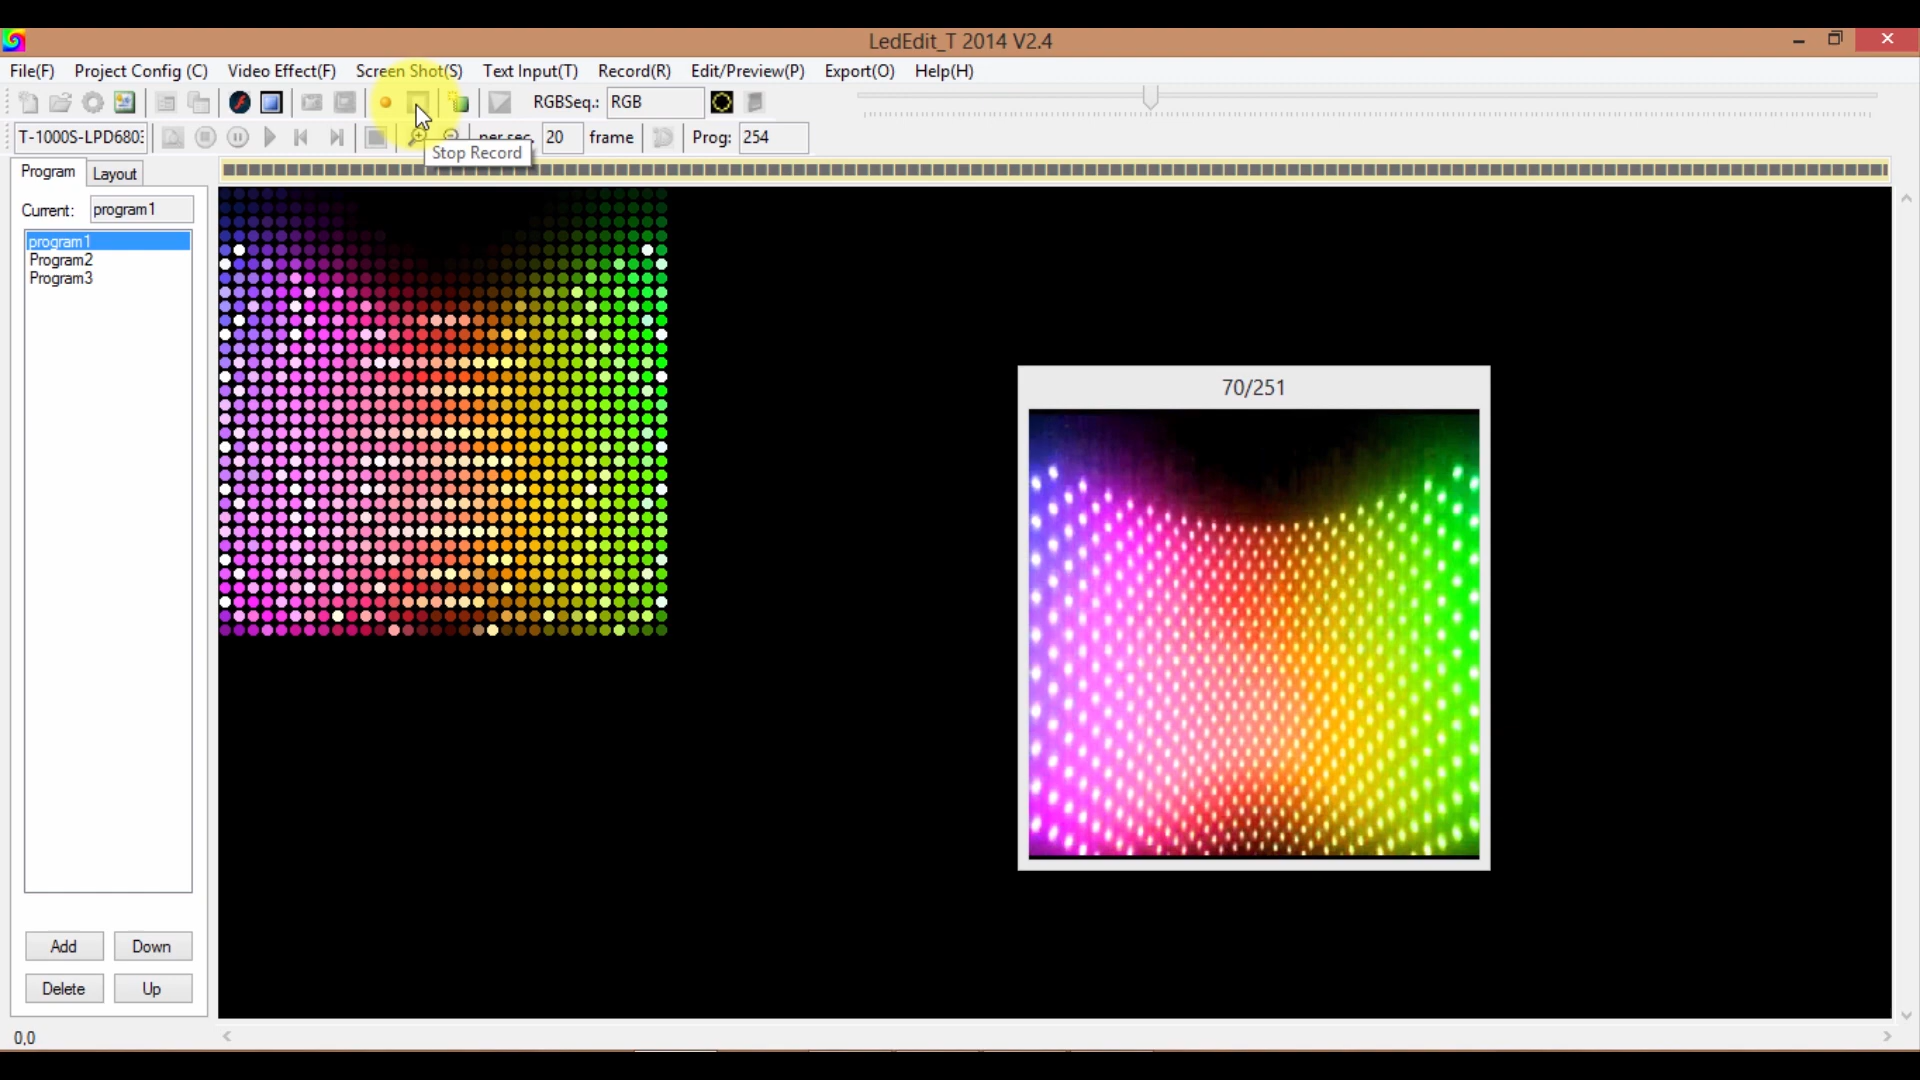 LedEdit_T 2014 V2.4
File(F) Project Config (C) Video Effect(F) Screen Shot(S) Text Input(T) Record(R) Edit/Preview(P) Export(O) Help(H)
RGBSeq.: RGB
T-1000S-LPD680 per sec. 20 frame Prog: 254
Stop Record
Program Layout
Current: program1
program1
Program2
Program3
70/251
Add Down
Delete Up
0,0